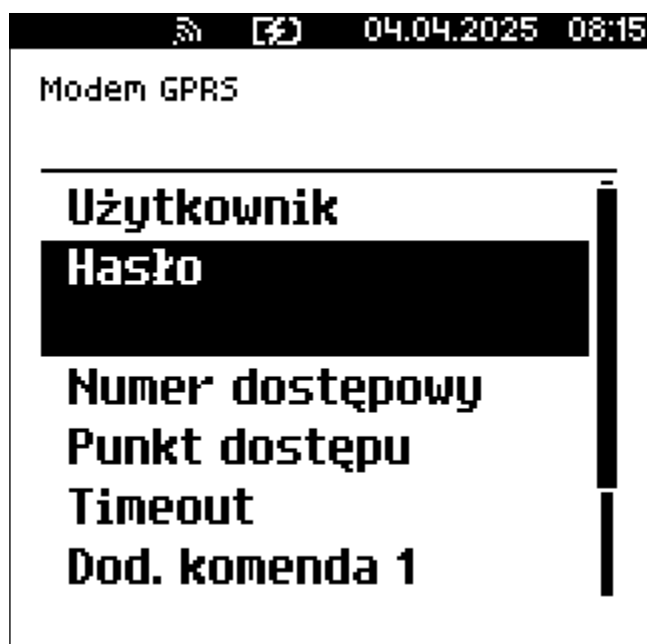 04.04.2025 08:15
Modem GPRS
Użytkownik
Hasło
Numer dostępowy
Punkt dostępu
Timeout
Dod. komenda 1